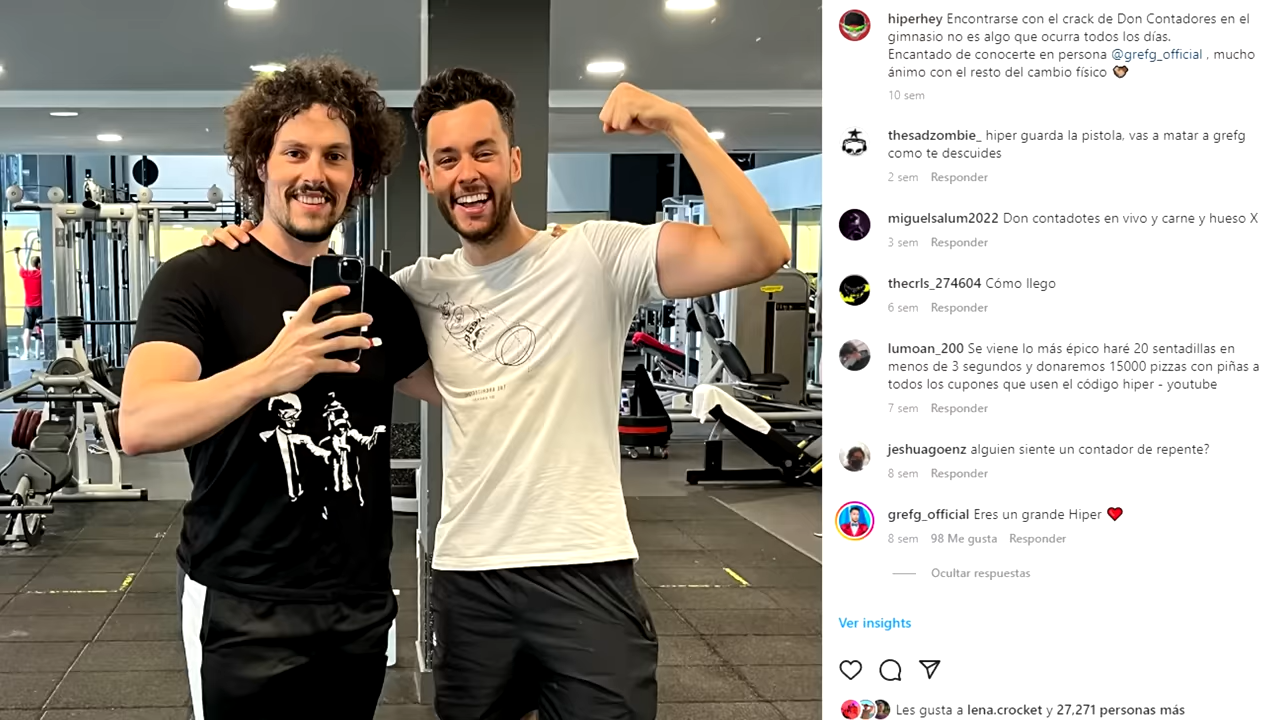 hiperhey Encontrarse con el crack de Don Contadores en el
gimnasio no es algo que ocurra todos los días.
Encantado de conocerte en persona @grefg_official , mucho
ánimo con el resto del cambio físico
10 sem
thesadzombie_ hiper guarda la pistola, vas a matar a grefg
como te descuides
2 sem Responder
miguelsalum2022 Don contadotes en vivo y carne y hueso X
3 sem Responder
thecrls_274604 Cómo llego
6 sem Responder
lumoan_200 Se viene lo más épico haré 20 sentadillas en
menos de 3 segundos y donaremos 15000 pizzas con piñas a
todos los cupones que usen el código hiper - youtube
7 sem Responder
jeshuagoenz alguien siente un contador de repente?
8 sem Responder
grefg_official Eres un grande Hiper ❤️
8 sem 98 Me gusta Responder
Ocultar respuestas
Ver insights
Les gusta a lena.crocket y 27,271 personas más